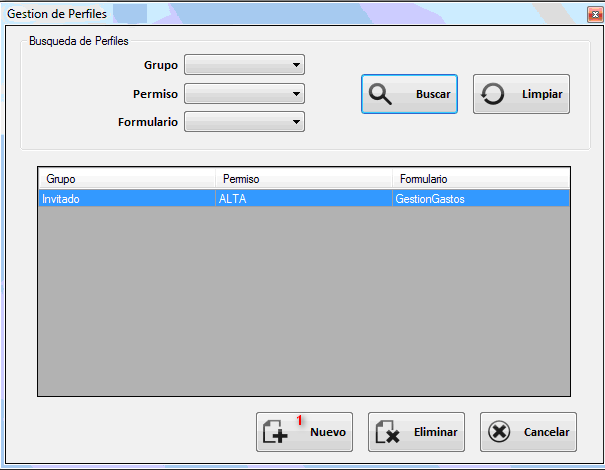 Gestion de Perfiles
Busqueda de Perfiles
Grupo
Permiso
Formulario
Buscar
Limpiar
Grupo Permiso Formulario
Invitado ALTA GestionGastos
1
Nuevo
Eliminar
Cancelar